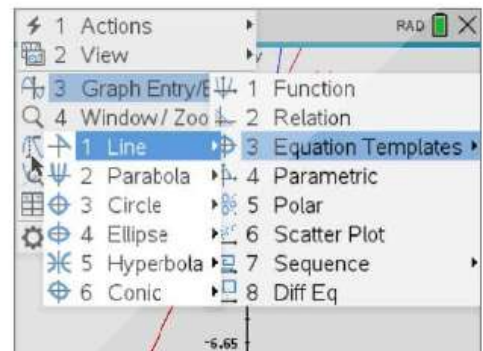 1 Actions
RAD
2 View
y
3 Graph Entry/E
1 Function
4 Window / Zoo
2 Relation
1 Line
3 Equation Templates
2 Parabola
4 Parametric
3 Circle
5 Polar
4 Ellipse
6 Scatter Plot
5 Hyperbola
7 Sequence
6 Conic
8 Diff Eq
-6.65